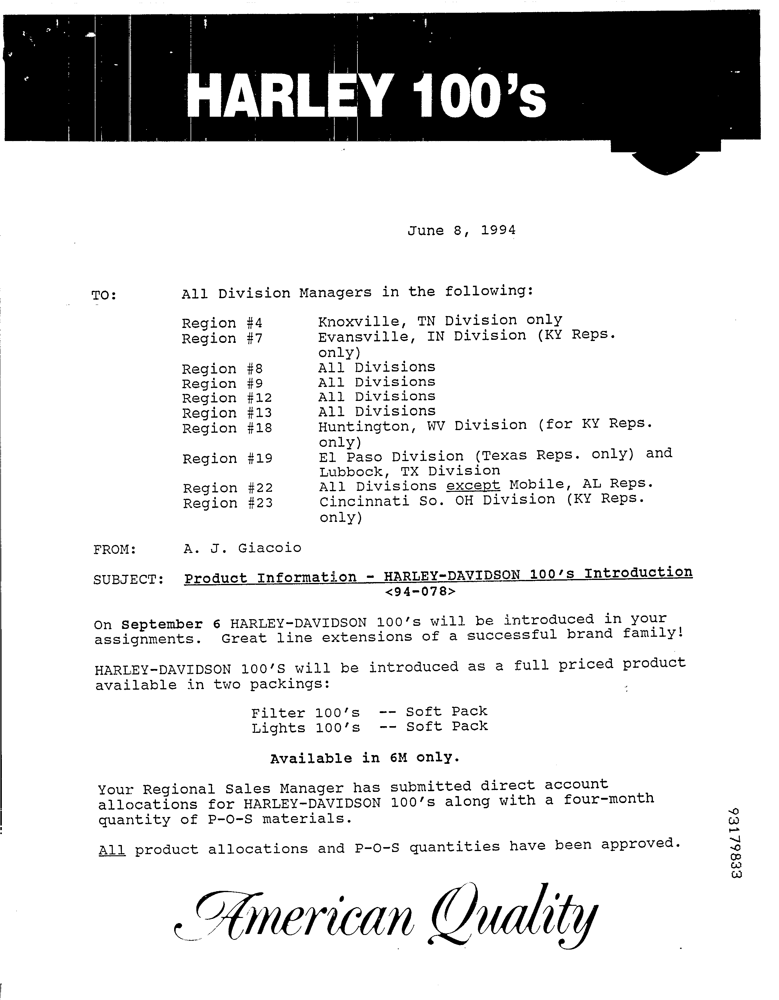 HARLEY 100's
June 8, 1994
TO: All Division Managers in the following:
Region #4 Knoxville, TN Division only
Region #7 Evansville, IN Division (KY Reps.
only)
Region #8 All Divisions
Region #9 All Divisions
Region #12 All Divisions
Region #13 All Divisions
Region #18 Huntington, WV Division (for KY Reps.
only)
Region #19 El Paso Division (Texas Reps. only) and
Lubbock, TX Division
Region #22 All Divisions except Mobile, AL Reps.
Region #23 Cincinnati So. OH Division (KY Reps.
only)
FROM: A. J. Giacoio
SUBJECT: Product Information - HARLEY-DAVIDSON 100's Introduction
<94-078>
On September 6 HARLEY-DAVIDSON 100's will be introduced in your
assignments. Great line extensions of a successful brand family!
HARLEY-DAVIDSON 100'S will be introduced as a full priced product
available in two packings:
Filter 100's -- Soft Pack
Lights 100's -- Soft Pack
Available in 6M only.
Your Regional Sales Manager has submitted direct account
allocations for HARLEY-DAVIDSON 100's along with a four-month
quantity of P-O-S materials.
All product allocations and P-O-S quantities have been approved.
American Quality
93179833